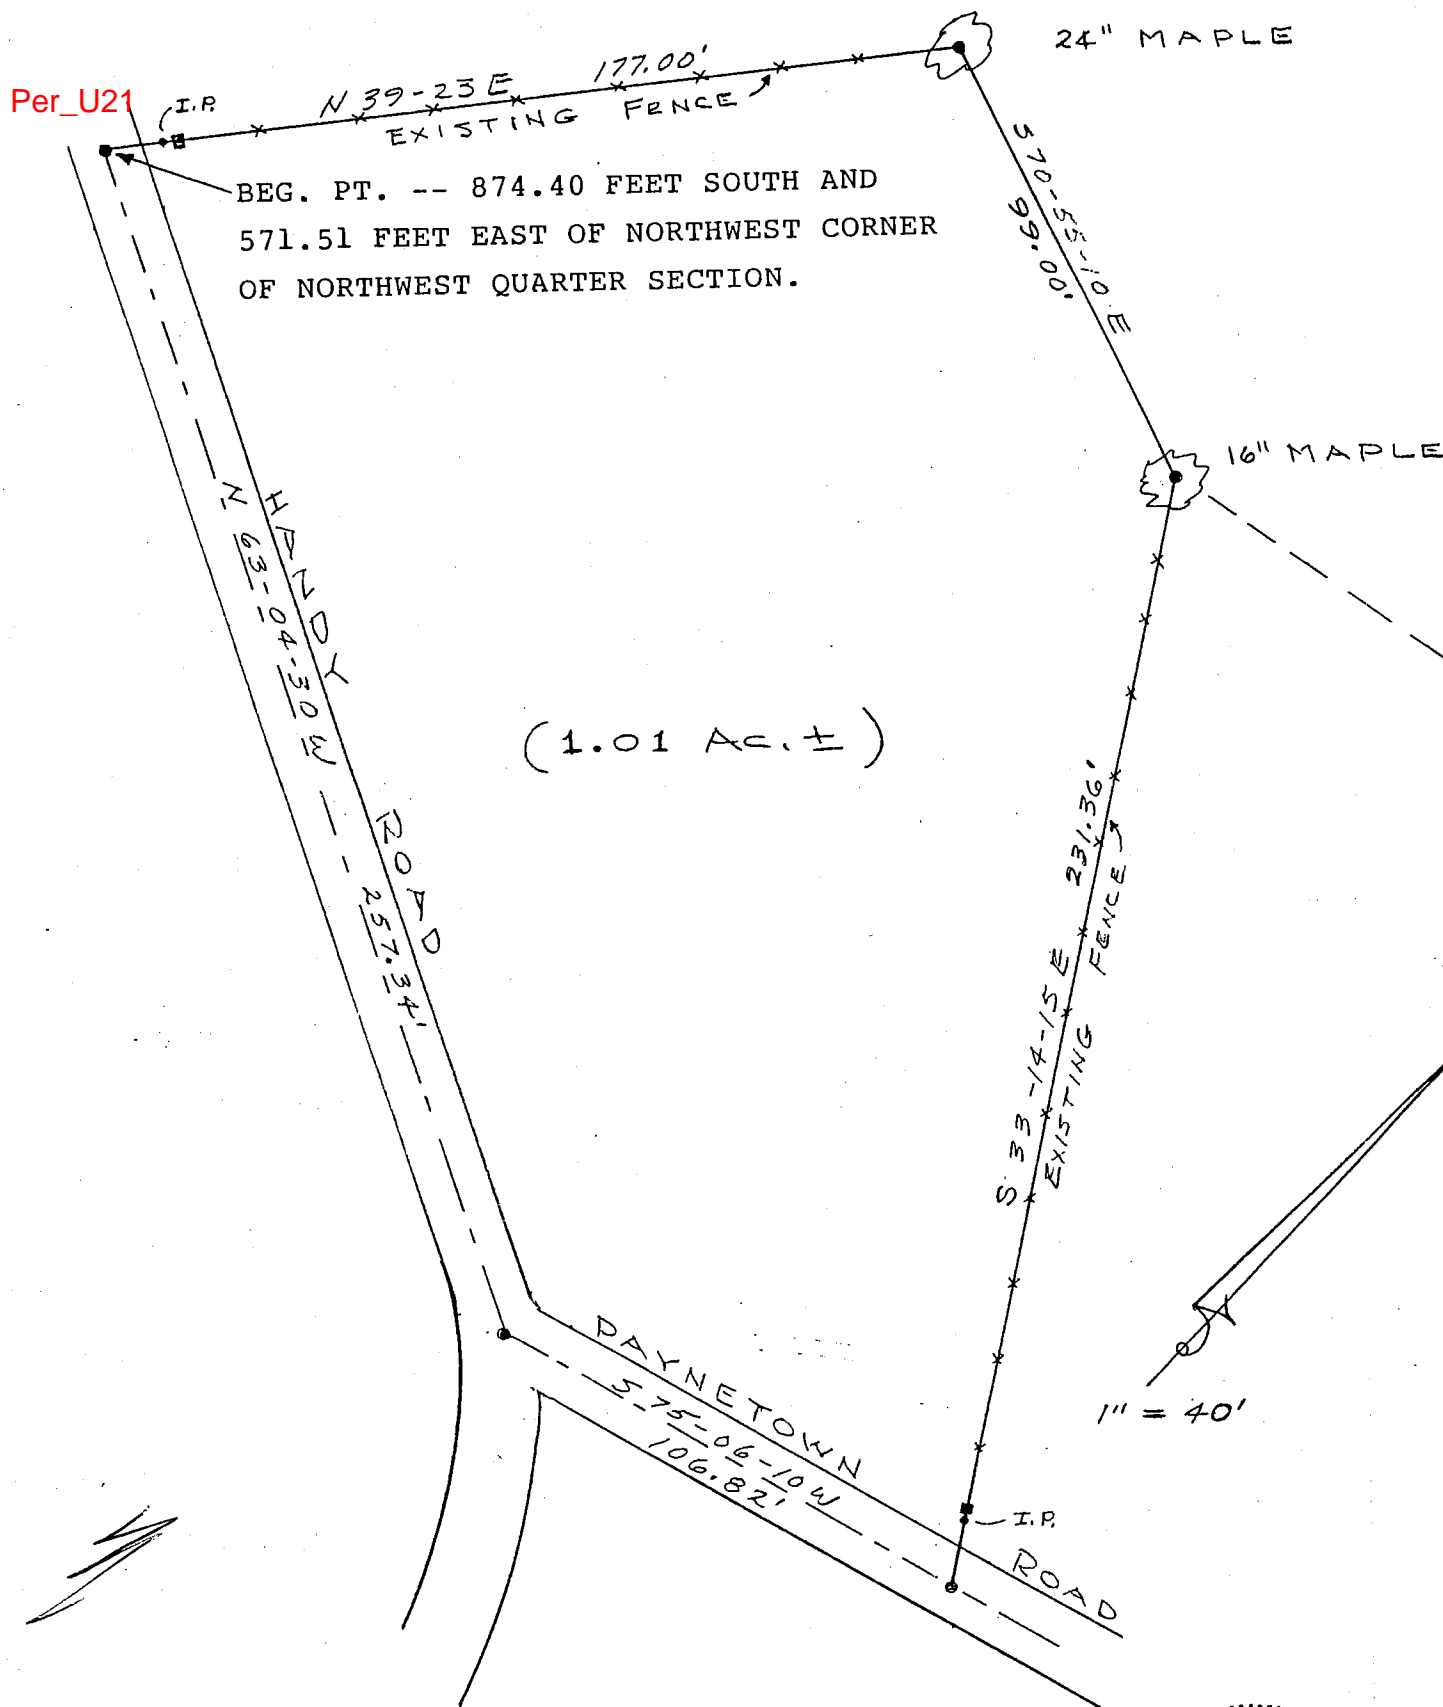 24" MAPLE
Per_U21
I.P.
N 39-23 E 177.00'
EXISTING FENCE
BEG. PT. -- 874.40 FEET SOUTH AND
571.51 FEET EAST OF NORTHWEST CORNER
OF NORTHWEST QUARTER SECTION.
S 70-55-10 E
99.00'
16" MAPLE
HANDY ROAD
N 63-04-30 W 257.34'
(1.01 AC. ±)
S 33-14-15 E 231.36'
EXISTING FENCE
1" = 40'
PAYNETOWN ROAD
S 75-06-10 W
106.82'
I.P.